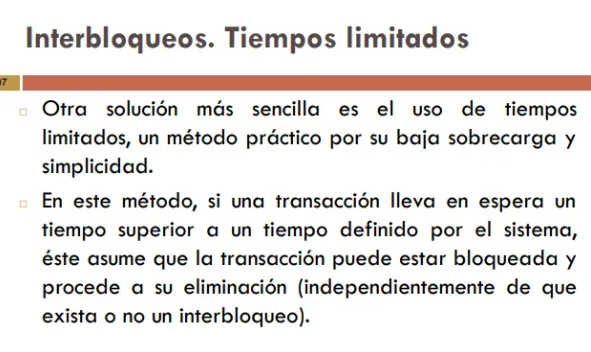 Interbloqueos. Tiempos limitados
97
Otra solución más sencilla es el uso de tiempos
limitados, un método práctico por su baja sobrecarga y
simplicidad.
En este método, si una transacción lleva en espera un
tiempo superior a un tiempo definido por el sistema,
éste asume que la transacción puede estar bloqueada y
procede a su eliminación (independientemente de que
exista o no un interbloqueo).